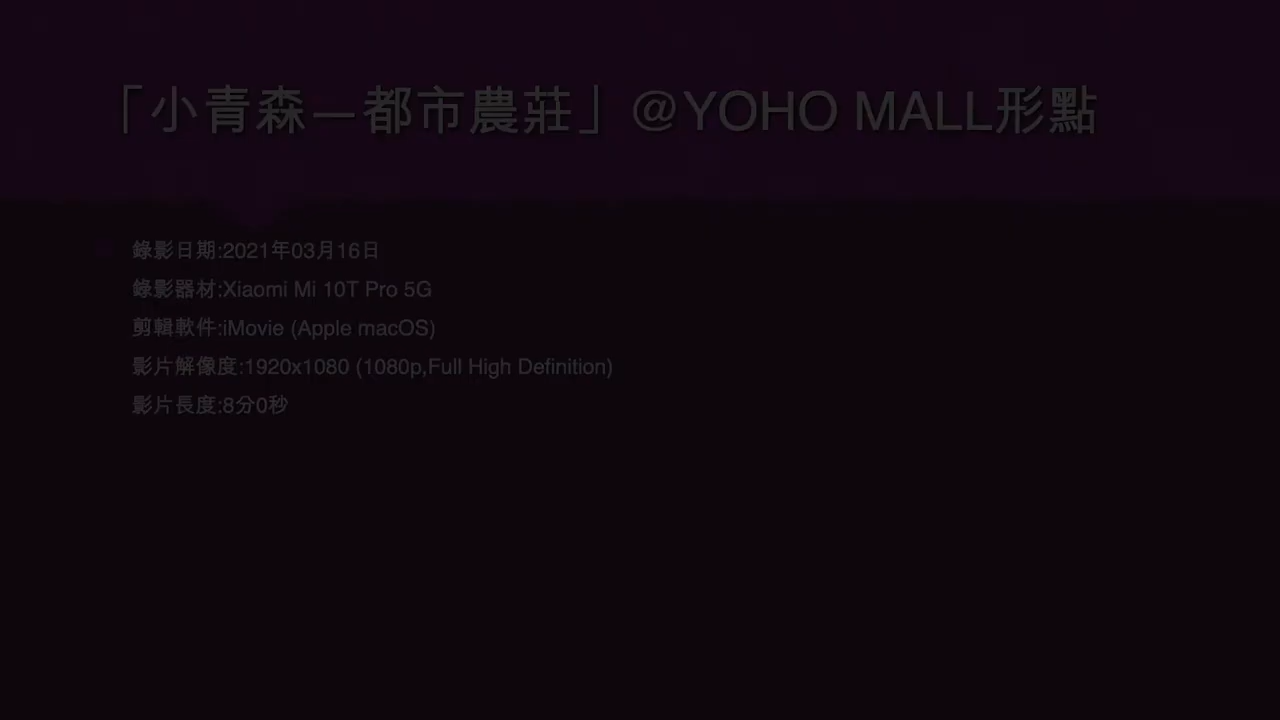 「小青森—都市農莊」@YOHO MALL形點
錄影日期:2021年03月16日
錄影器材:Xiaomi Mi 10T Pro 5G
剪輯軟件:iMovie (Apple macOS)
影片解像度:1920x1080 (1080p,Full High Definition)
影片長度:8分0秒